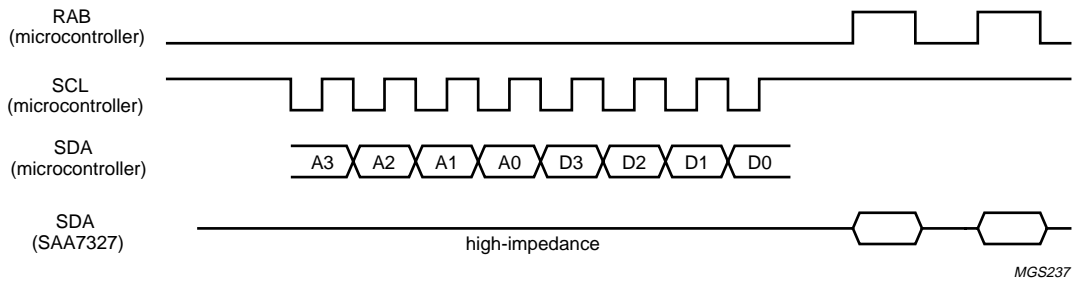 RAB
(microcontroller)
SCL
(microcontroller)
SDA
(microcontroller)
A3 A2 A1 A0 D3 D2 D1 D0
SDA
(SAA7327)
high-impedance
MGS237